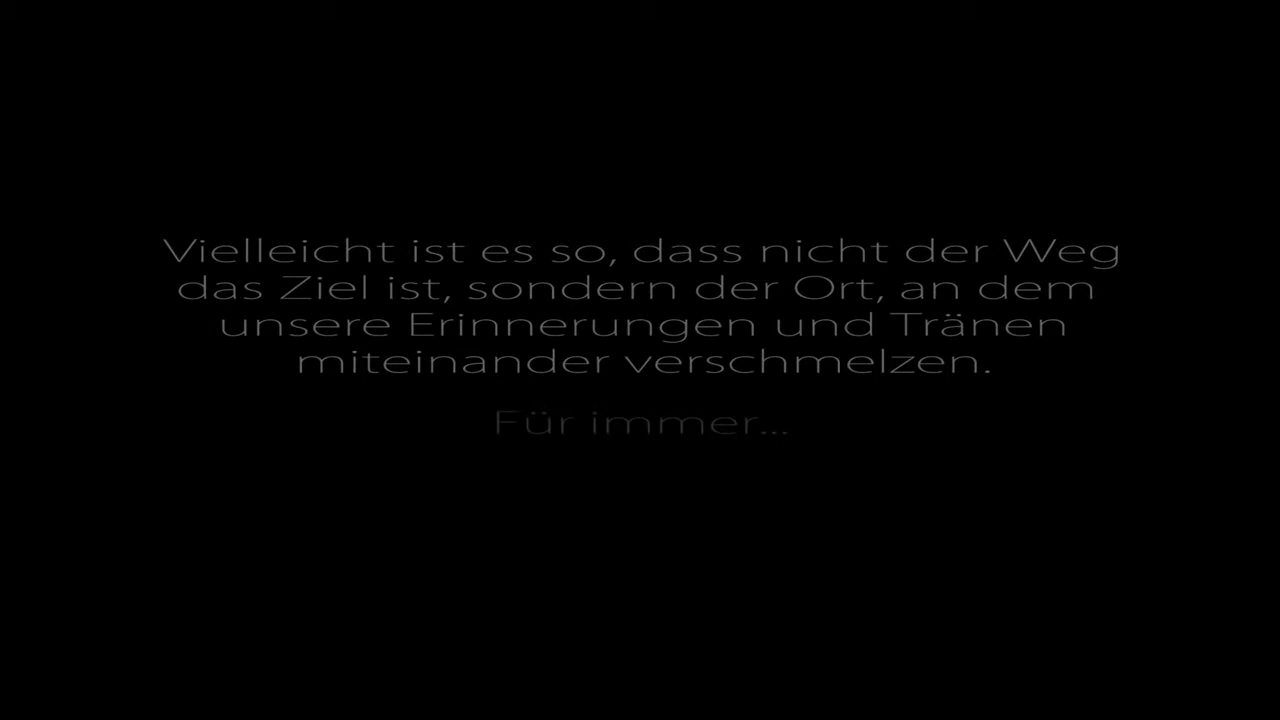 Vielleicht ist es so, dass nicht der Weg
das Ziel ist, sondern der Ort, an dem
unsere Erinnerungen und Tränen
miteinander verschmelzen.
Für immer...